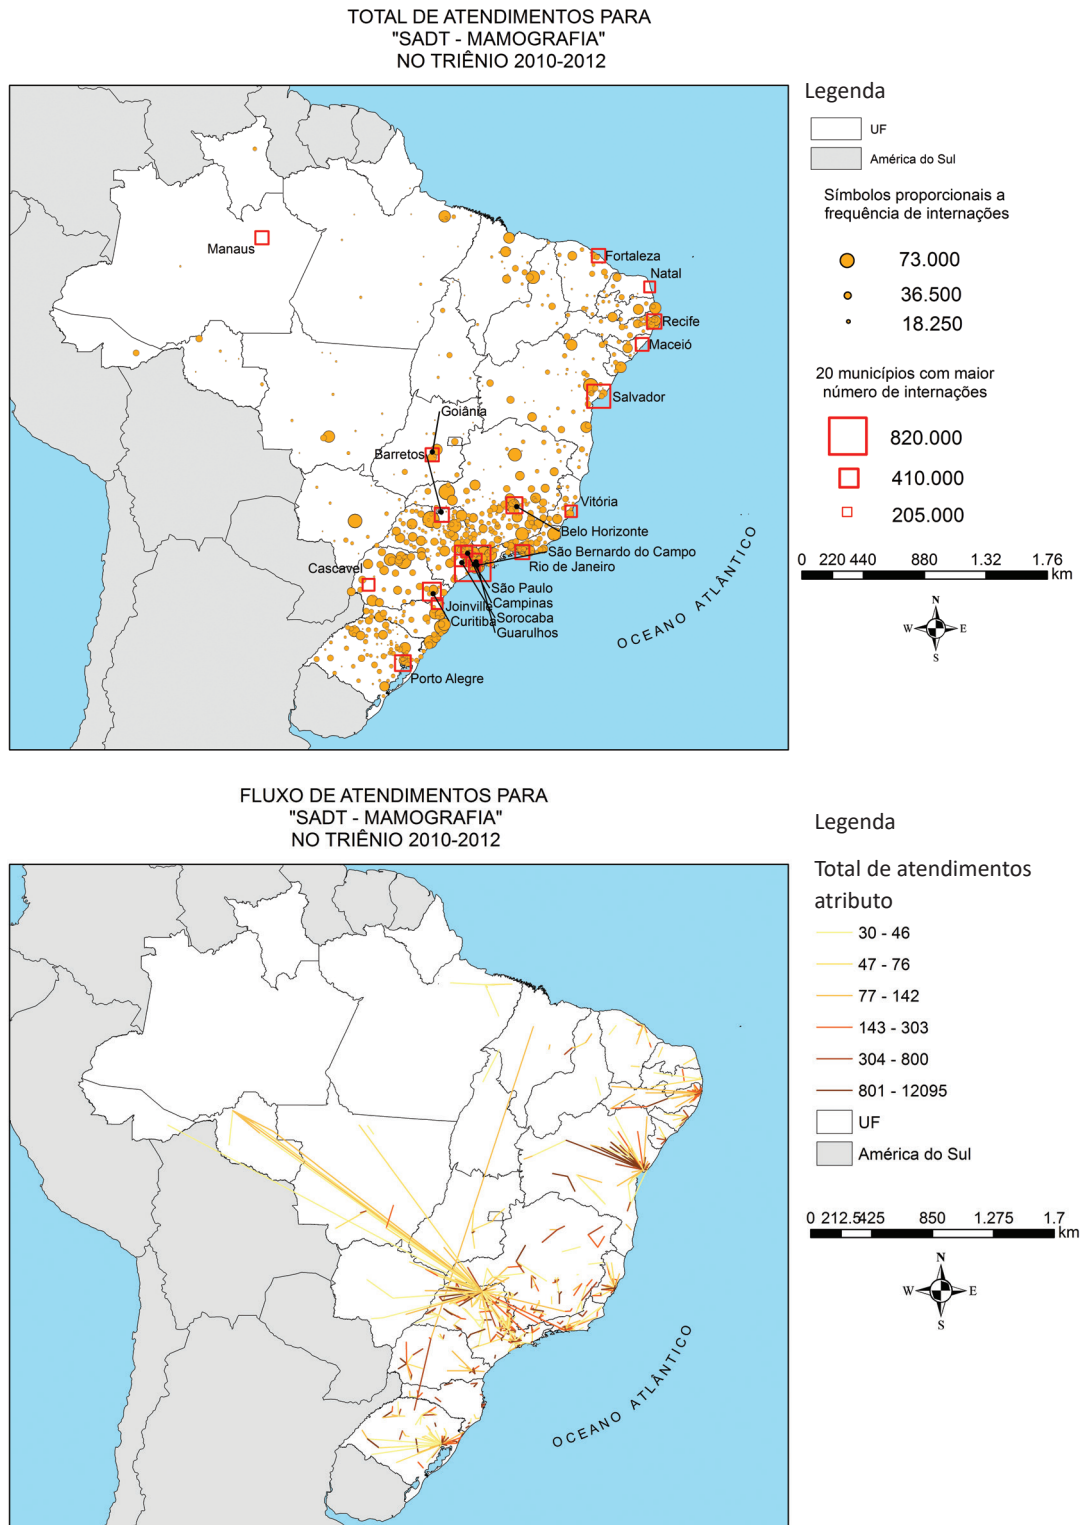 TOTAL DE ATENDIMENTOS PARA
"SADT - MAMOGRAFIA"
NO TRIÊNIO 2010-2012
Legenda
UF
América do Sul
Símbolos proporcionais a
frequência de internações
73.000
36.500
18.250
20 municípios com maior
número de internações
820.000
410.000
205.000
0 220 440 880 1.32 1.76
km
N
W E
S
Manaus
Fortaleza
Natal
Recife
Maceió
Salvador
Goiânia
Barretos
Vitória
Belo Horizonte
São Bernardo do Campo
Rio de Janeiro
Cascavel
São Paulo
Campinas
Joinville
Sorocaba
Curitiba
Guarulhos
Porto Alegre
OCEANO ATLÂNTICO
FLUXO DE ATENDIMENTOS PARA
"SADT - MAMOGRAFIA"
NO TRIÊNIO 2010-2012
Legenda
Total de atendimentos
atributo
30 - 46
47 - 76
77 - 142
143 - 303
304 - 800
801 - 12095
UF
América do Sul
0 212.5425 850 1.275 1.7
km
N
W E
S
OCEANO ATLÂNTICO